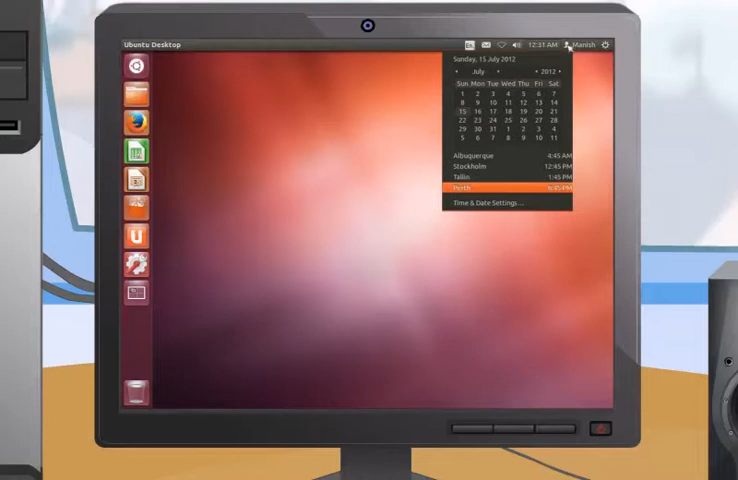 Ubuntu Desktop
En
12:31 AM
Manish
Sunday, 15 July 2012
July 2012
Sun Mon Tue Wed Thu Fri Sat
1 2 3 4 5 6 7
8 9 10 11 12 13 14
15 16 17 18 19 20 21
22 23 24 25 26 27 28
29 30 31 1 2 3 4
5 6 7 8 9 10 11
Albuquerque 4:45 AM
Stockholm 12:45 PM
Tallin 1:45 PM
Perth 6:45 PM
Time & Date Settings...
U